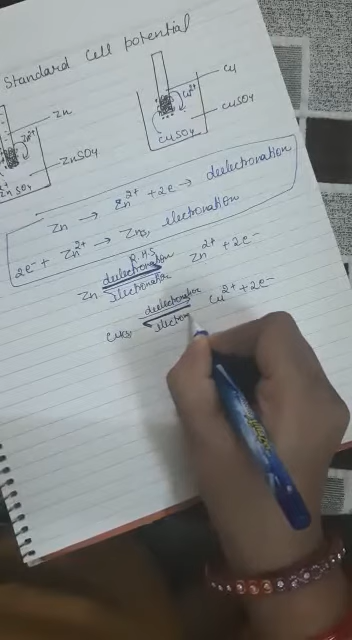 Standard Cell potential
Zn
Zn2+
ZnSO4
ZnSO4
Cu
Cu2+
CuSO4
CuSO4
Zn → Zn2+ + 2e- → deelectronation
2e- + Zn2+ → Zn(s) electronation
R.H.S
Zn deelectronation Zn2+ + 2e-
electronation
Cu(s) deelectronation Cu2+ + 2e-
electron